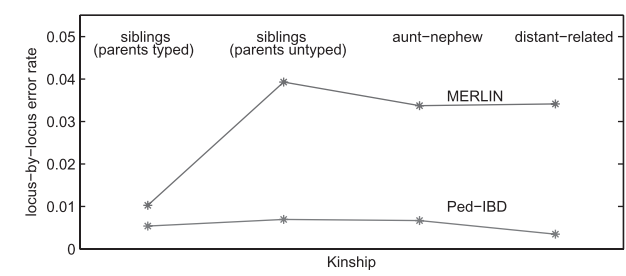 siblings
(parents typed)
siblings
(parents untyped)
aunt−nephew
distant−related
MERLIN
Ped−IBD
0.05
0.04
0.03
0.02
0.01
0
locus−by−locus error rate
Kinship